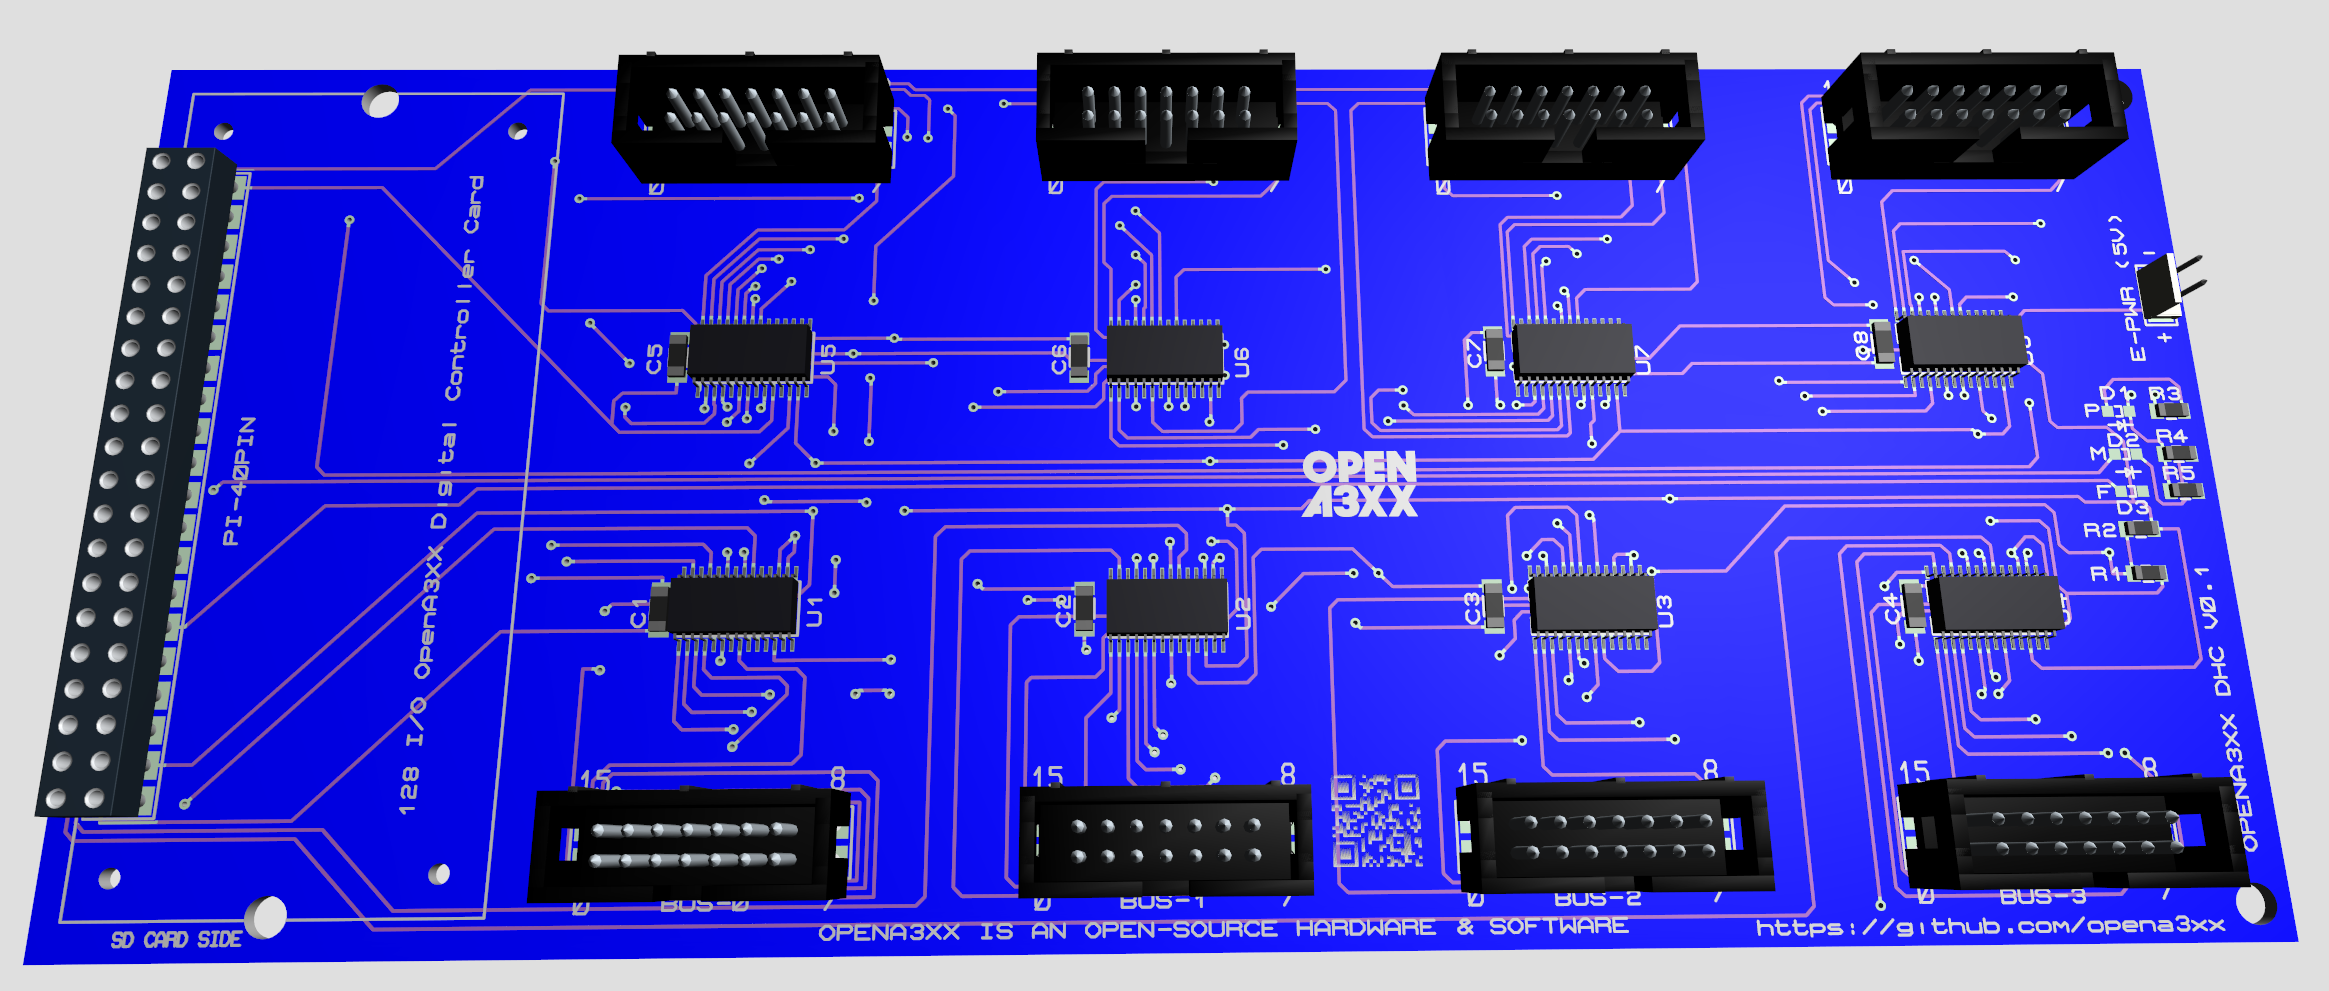 0 7
0 7
0 7
0
1
E-PWR (5V)
-
+
PI-40PIN
128 I/O OpenA3XX Digital Controller Card
C5 U5
C6 U6
C7 U7
C8
D1 R3
P
D2 R4
M
R5
F
D3
R2
R1
OPEN
A3XX
C1 U1
C2 U2
C3 U3
C4 U4
OPENA3XX DHC V0.1
15 8
15 8
15 8
15 8
0 BUS-0 7
0 BUS-1 7
0 BUS-2 7
0 BUS-3 7
SD CARD SIDE
OPENA3XX IS AN OPEN-SOURCE HARDWARE & SOFTWARE
https://github.com/opena3xx